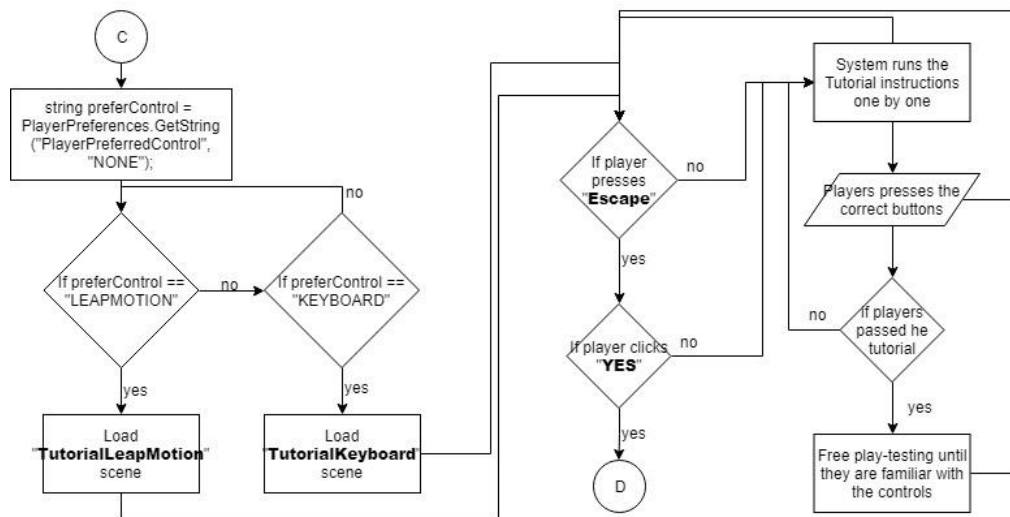 C
string preferControl =
PlayerPreferences.GetString
("PlayerPreferredControl",
"NONE");
no
If preferControl ==
"LEAPMOTION"
no
If preferControl ==
"KEYBOARD"
yes
yes
Load
"TutorialLeapMotion"
scene
Load
"TutorialKeyboard"
scene
If player
presses
"Escape"
no
yes
If player clicks
"YES"
no
yes
D
System runs the
Tutorial instructions
one by one
Players presses the
correct buttons
If players
passed he
tutorial
no
yes
Free play-testing until
they are familiar with
the controls